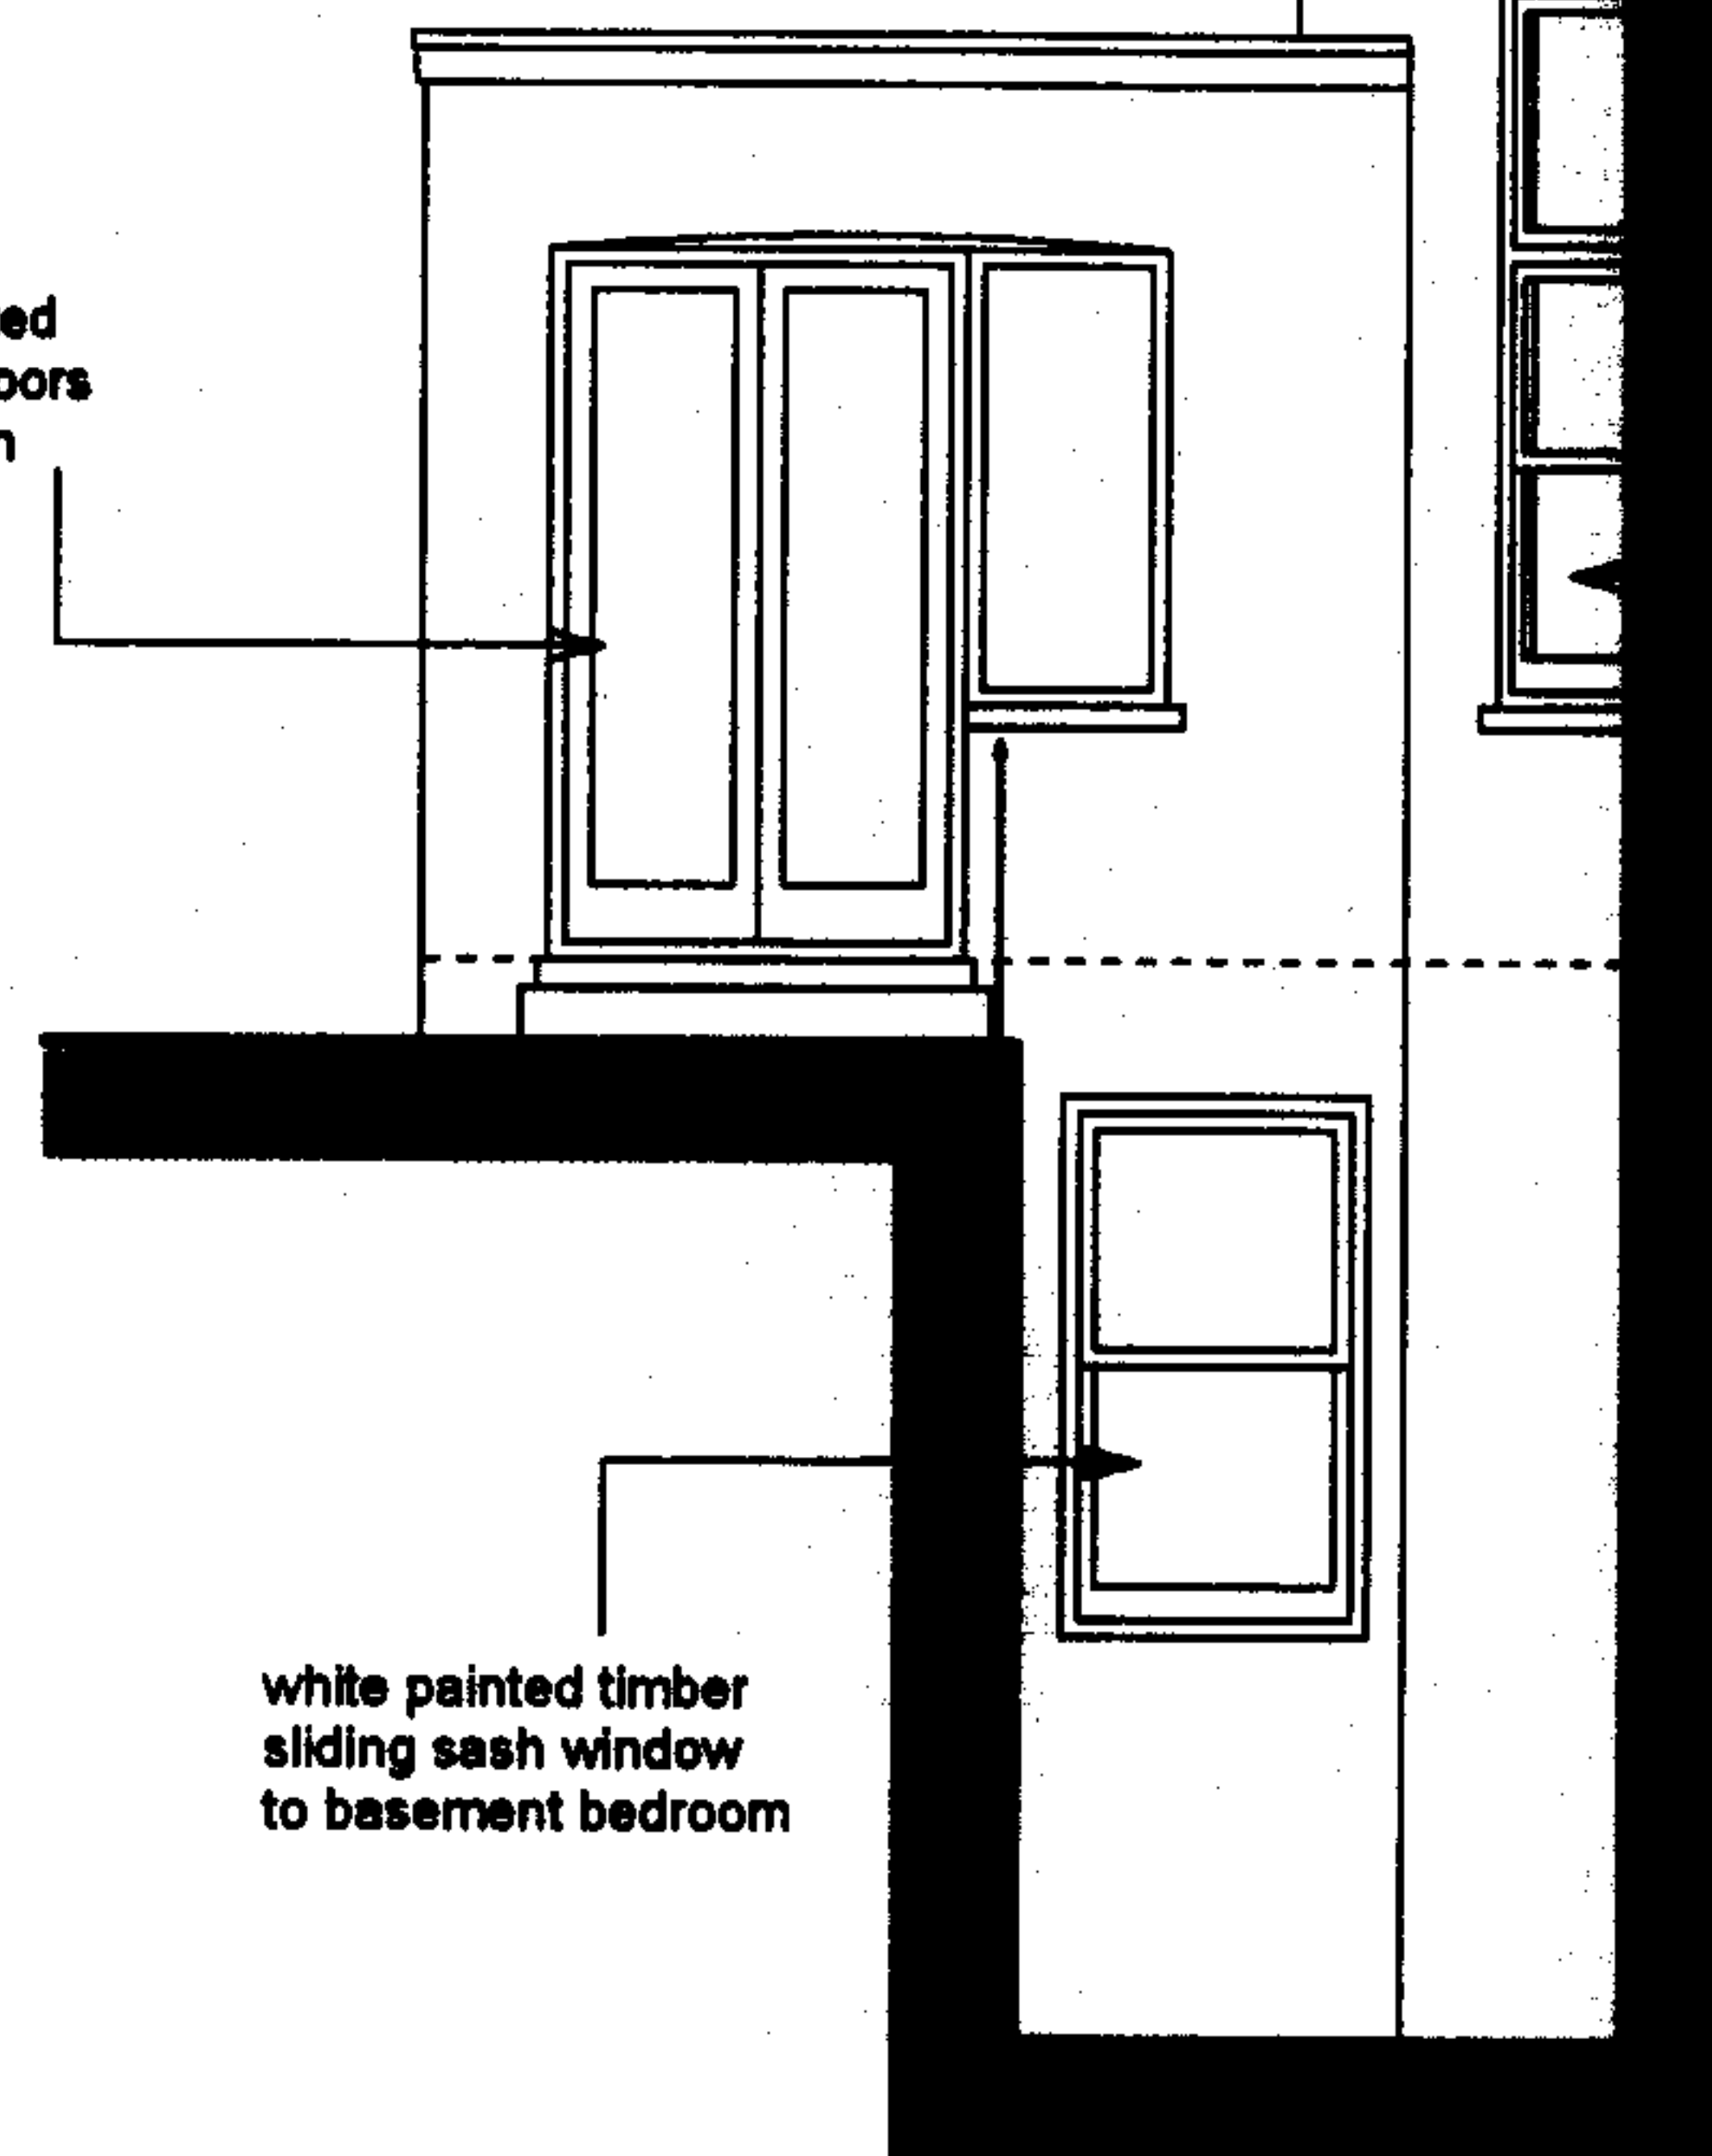 white painted timber
sliding sash window
to basement bedroom